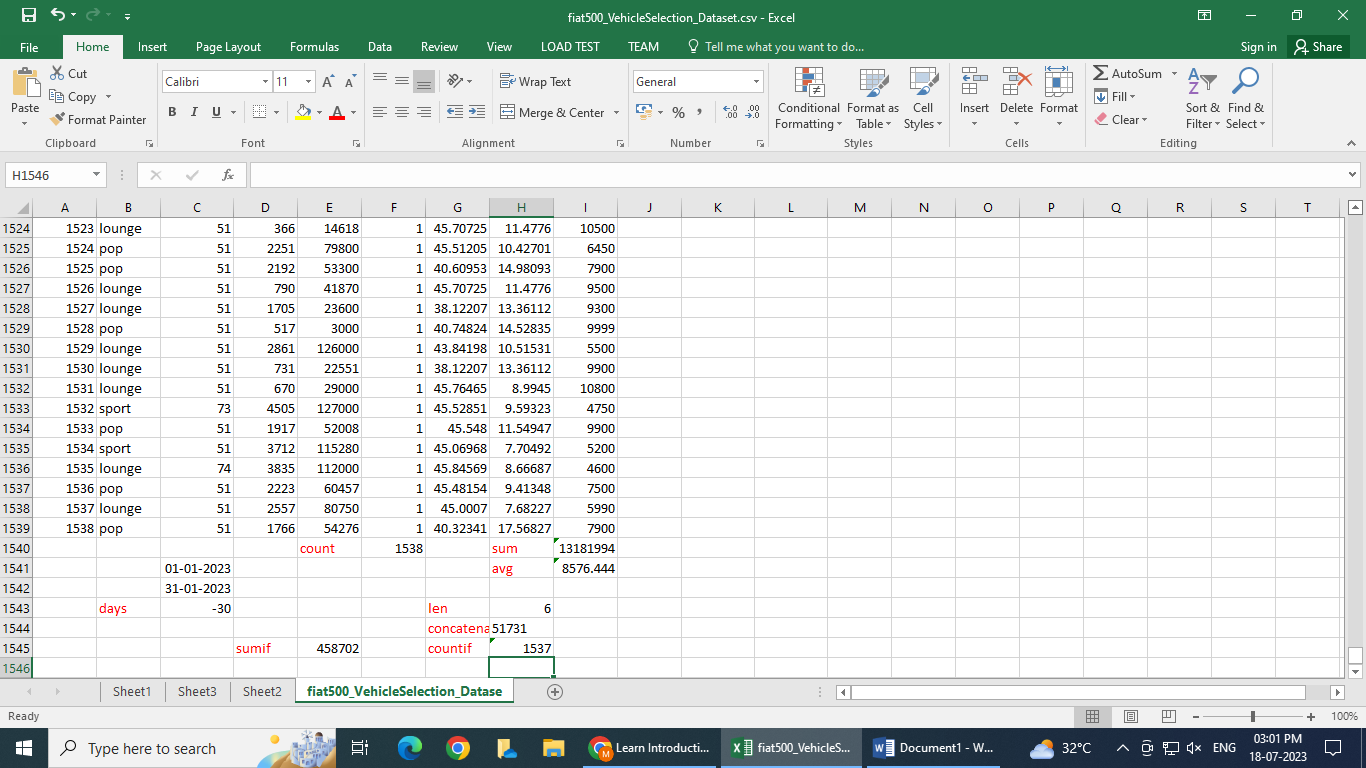 fiat500_VehicleSelection_Dataset.csv - Excel
File Home Insert Page Layout Formulas Data Review View LOAD TEST TEAM Tell me what you want to do... Sign in Share
Paste Cut Copy Format Painter Clipboard
Calibri 11 B I U A Font
Wrap Text Merge & Center Alignment
General % , Number
Conditional Formatting Format as Table Cell Styles Styles
Insert Delete Format Cells
AutoSum Fill Clear Sort & Filter Find & Select Editing
H1546 fx
A B C D E F G H I J K L M N O P Q R S T
1524 1523 lounge 51 366 14618 1 45.70725 11.4776 10500
1525 1524 pop 51 2251 79800 1 45.51205 10.42701 6450
1526 1525 pop 51 2192 53300 1 40.60953 14.98093 7900
1527 1526 lounge 51 790 41870 1 45.70725 11.4776 9500
1528 1527 lounge 51 1705 23600 1 38.12207 13.36112 9300
1529 1528 pop 51 517 3000 1 40.74824 14.52835 9999
1530 1529 lounge 51 2861 126000 1 43.84198 10.51531 5500
1531 1530 lounge 51 731 22551 1 38.12207 13.36112 9900
1532 1531 lounge 51 670 29000 1 45.76465 8.9945 10800
1533 1532 sport 73 4505 127000 1 45.52851 9.59323 4750
1534 1533 pop 51 1917 52008 1 45.548 11.54947 9900
1535 1534 sport 51 3712 115280 1 45.06968 7.70492 5200
1536 1535 lounge 74 3835 112000 1 45.84569 8.66687 4600
1537 1536 pop 51 2223 60457 1 45.48154 9.41348 7500
1538 1537 lounge 51 2557 80750 1 45.0007 7.68227 5990
1539 1538 pop 51 1766 54276 1 40.32341 17.56827 7900
1540 count 1538 sum 13181994
1541 01-01-2023 avg 8576.444
1542 31-01-2023
1543 days -30 len 6
1544 concatena 51731
1545 sumif 458702 countif 1537
1546
Sheet1 Sheet3 Sheet2 fiat500_VehicleSelection_Datase
Ready 100%
Type here to search Learn Introducti... fiat500_VehicleS... Document1 - W... 32°C ENG 03:01 PM
18-07-2023